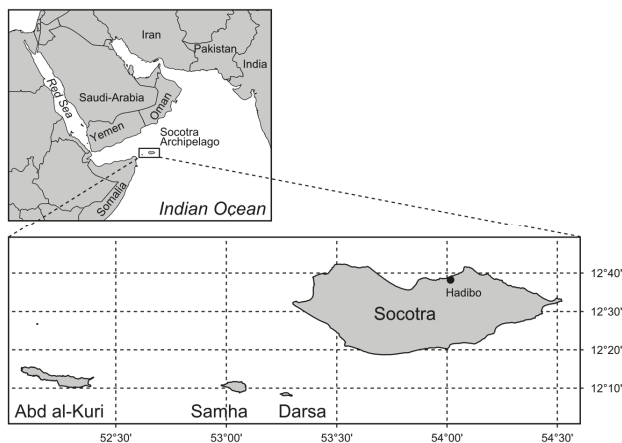 Iran
Pakistan
India
Red Sea
Saudi-Arabia
Oman
Yemen
Socotra
Archipelago
Somalia
Indian Ocean
12°40'
Hadibo
12°30'
Socotra
12°20'
12°10'
Abd al-Kuri
Samha
Darsa
52°30'
53°00'
53°30'
54°00'
54°30'